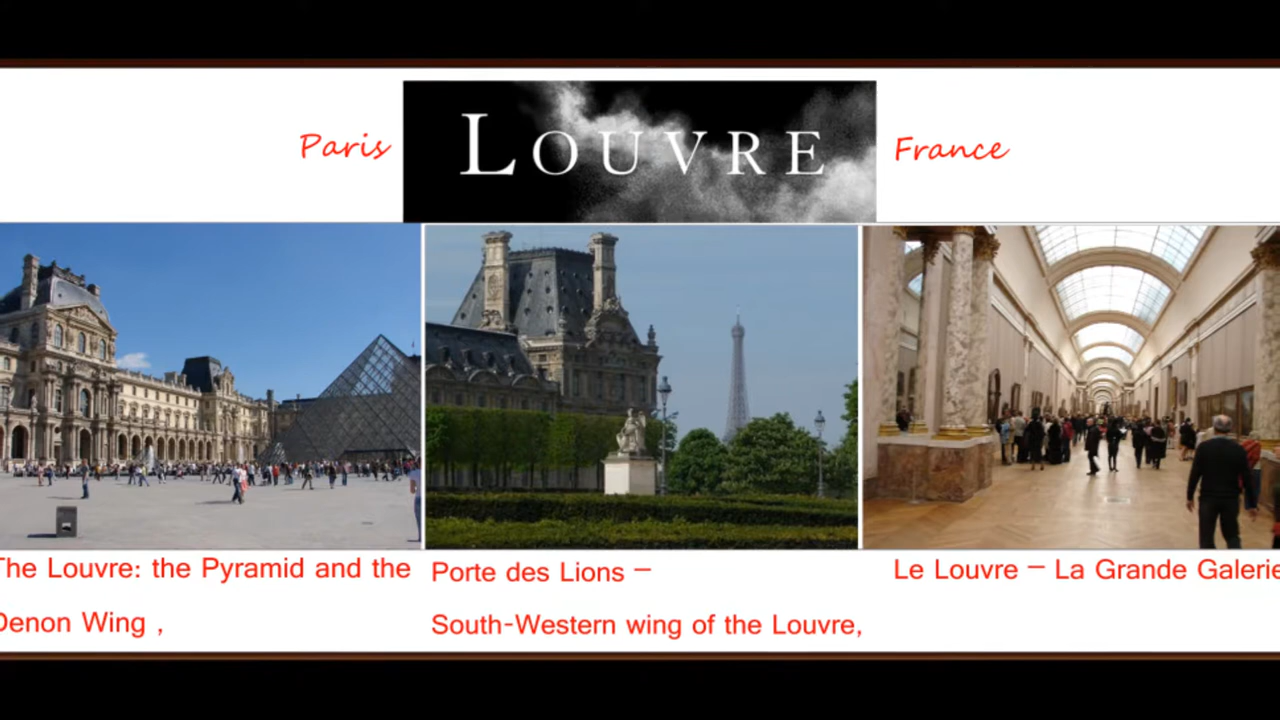 Paris
LOUVRE
France
The Louvre: the Pyramid and the
Denon Wing ,
Porte des Lions –
South-Western wing of the Louvre,
Le Louvre – La Grande Galerie